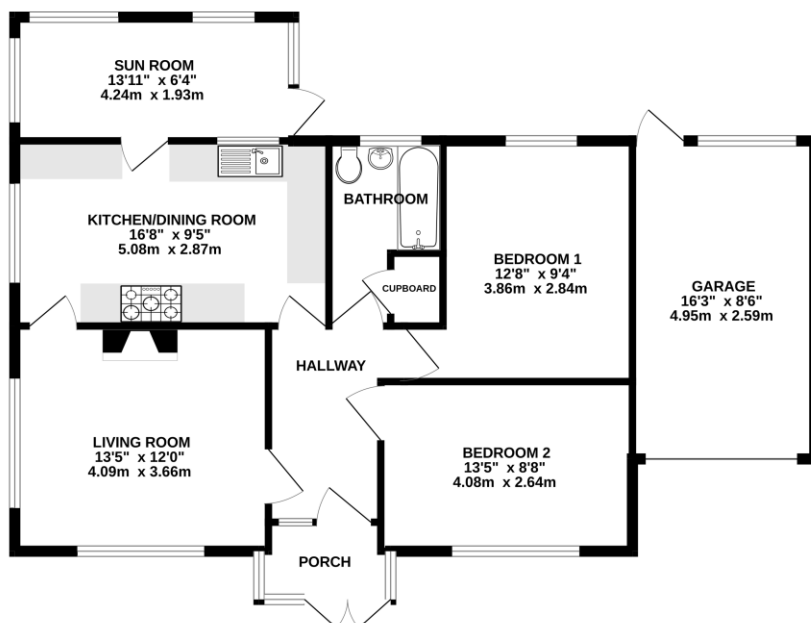 SUN ROOM
13'11" x 6'4"
4.24m x 1.93m
KITCHEN/DINING ROOM
16'8" x 9'5"
5.08m x 2.87m
BATHROOM
CUPBOARD
BEDROOM 1
12'8" x 9'4"
3.86m x 2.84m
GARAGE
16'3" x 8'6"
4.95m x 2.59m
HALLWAY
LIVING ROOM
13'5" x 12'0"
4.09m x 3.66m
BEDROOM 2
13'5" x 8'8"
4.08m x 2.64m
PORCH